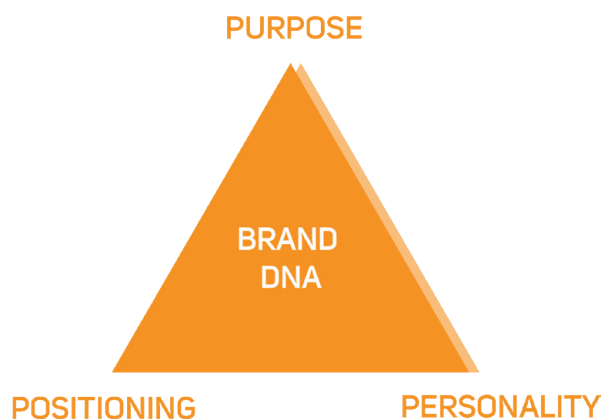 PURPOSE
BRAND
DNA
POSITIONING
PERSONALITY